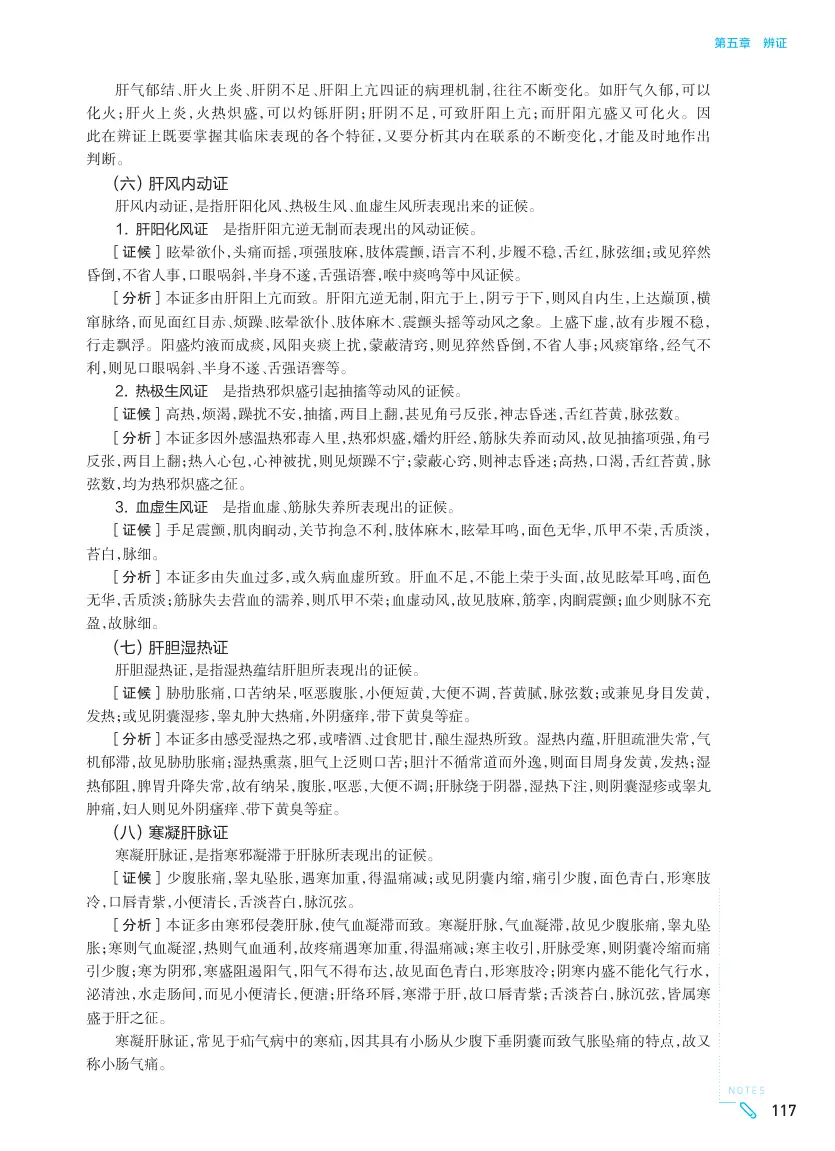 第五章 辨证
肝气郁结、肝火上炎、肝阴不足、肝阳上亢四证的病理机制,往往不断变化。如肝气久郁,可以
化火;肝火上炎,火热炽盛,可以灼铄肝阴;肝阴不足,可致肝阳上亢;而肝阳亢盛又可化火。因
此在辨证上既要掌握其临床表现的各个特征,又要分析其内在联系的不断变化,才能及时地作出
判断。
(六) 肝风内动证
肝风内动证,是指肝阳化风、热极生风、血虚生风所表现出来的证候。
1. 肝阳化风证 是指肝阳亢逆无制而表现出的风动证候。
[证候] 眩晕欲仆,头痛而摇,项强肢麻,肢体震颤,语言不利,步履不稳,舌红,脉弦细;或见猝然
昏倒,不省人事,口眼㖞斜,半身不遂,舌强语謇,喉中痰鸣等中风证候。
[分析] 本证多由肝阳上亢而致。肝阳亢逆无制,阳亢于上,阴亏于下,则风自内生,上达巅顶,横
窜脉络,而见面红目赤、烦躁、眩晕欲仆、肢体麻木、震颤头摇等动风之象。上盛下虚,故有步履不稳,
行走飘浮。阳盛灼液而成痰,风阳夹痰上扰,蒙蔽清窍,则见猝然昏倒,不省人事;风痰窜络,经气不
利,则见口眼㖞斜、半身不遂、舌强语謇等。
2. 热极生风证 是指热邪炽盛引起抽搐等动风的证候。
[证候] 高热,烦渴,躁扰不安,抽搐,两目上翻,甚见角弓反张,神志昏迷,舌红苔黄,脉弦数。
[分析] 本证多因外感温热邪毒入里,热邪炽盛,燔灼肝经,筋脉失养而动风,故见抽搐项强,角弓
反张,两目上翻;热入心包,心神被扰,则见烦躁不宁;蒙蔽心窍,则神志昏迷;高热,口渴,舌红苔黄,脉
弦数,均为热邪炽盛之征。
3. 血虚生风证 是指血虚、筋脉失养所表现出的证候。
[证候] 手足震颤,肌肉𥆧动,关节拘急不利,肢体麻木,眩晕耳鸣,面色无华,爪甲不荣,舌质淡,
苔白,脉细。
[分析] 本证多由失血过多,或久病血虚所致。肝血不足,不能上荣于头面,故见眩晕耳鸣,面色
无华,舌质淡;筋脉失去营血的濡养,则爪甲不荣;血虚动风,故见肢麻,筋挛,肉𥆧震颤;血少则脉不充
盈,故脉细。
(七) 肝胆湿热证
肝胆湿热证,是指湿热蕴结肝胆所表现出的证候。
[证候] 胁肋胀痛,口苦纳呆,呕恶腹胀,小便短黄,大便不调,苔黄腻,脉弦数;或兼见身目发黄,
发热;或见阴囊湿疹,睾丸肿大热痛,外阴瘙痒,带下黄臭等症。
[分析] 本证多由感受湿热之邪,或嗜酒、过食肥甘,酿生湿热所致。湿热内蕴,肝胆疏泄失常,气
机郁滞,故见胁肋胀痛;湿热熏蒸,胆气上泛则口苦;胆汁不循常道而外逸,则面目周身发黄,发热;湿
热郁阻,脾胃升降失常,故有纳呆,腹胀,呕恶,大便不调;肝脉绕于阴器,湿热下注,则阴囊湿疹或睾丸
肿痛,妇人则见外阴瘙痒、带下黄臭等症。
(八) 寒凝肝脉证
寒凝肝脉证,是指寒邪凝滞于肝脉所表现出的证候。
[证候] 少腹胀痛,睾丸坠胀,遇寒加重,得温痛减;或见阴囊内缩,痛引少腹,面色青白,形寒肢
冷,口唇青紫,小便清长,舌淡苔白,脉沉弦。
[分析] 本证多由寒邪侵袭肝脉,使气血凝滞而致。寒凝肝脉,气血凝滞,故见少腹胀痛,睾丸坠
胀;寒则气血凝涩,热则气血通利,故疼痛遇寒加重,得温痛减;寒主收引,肝脉受寒,则阴囊冷缩而痛
引少腹;寒为阴邪,寒盛阻遏阳气,阳气不得布达,故见面色青白,形寒肢冷;阴寒内盛不能化气行水,
泌清浊,水走肠间,而见小便清长,便溏;肝络环唇,寒滞于肝,故口唇青紫;舌淡苔白,脉沉弦,皆属寒
盛于肝之征。
寒凝肝脉证,常见于疝气病中的寒疝,因其具有小肠从少腹下垂阴囊而致气胀坠痛的特点,故又
称小肠气痛。
NOTES
117